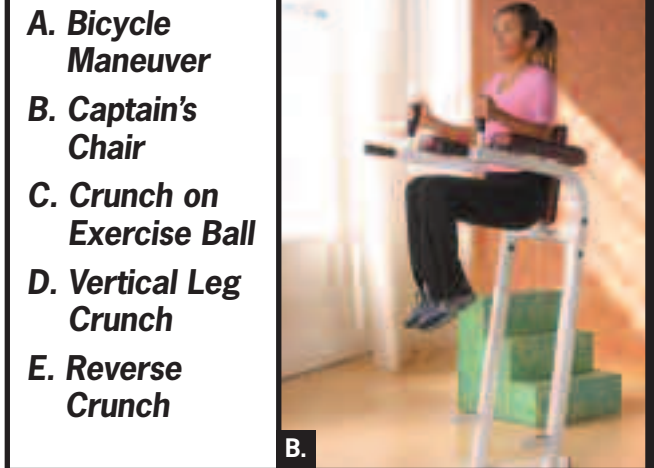 A. Bicycle
Maneuver
B. Captain's
Chair
C. Crunch on
Exercise Ball
D. Vertical Leg
Crunch
E. Reverse
Crunch
B.